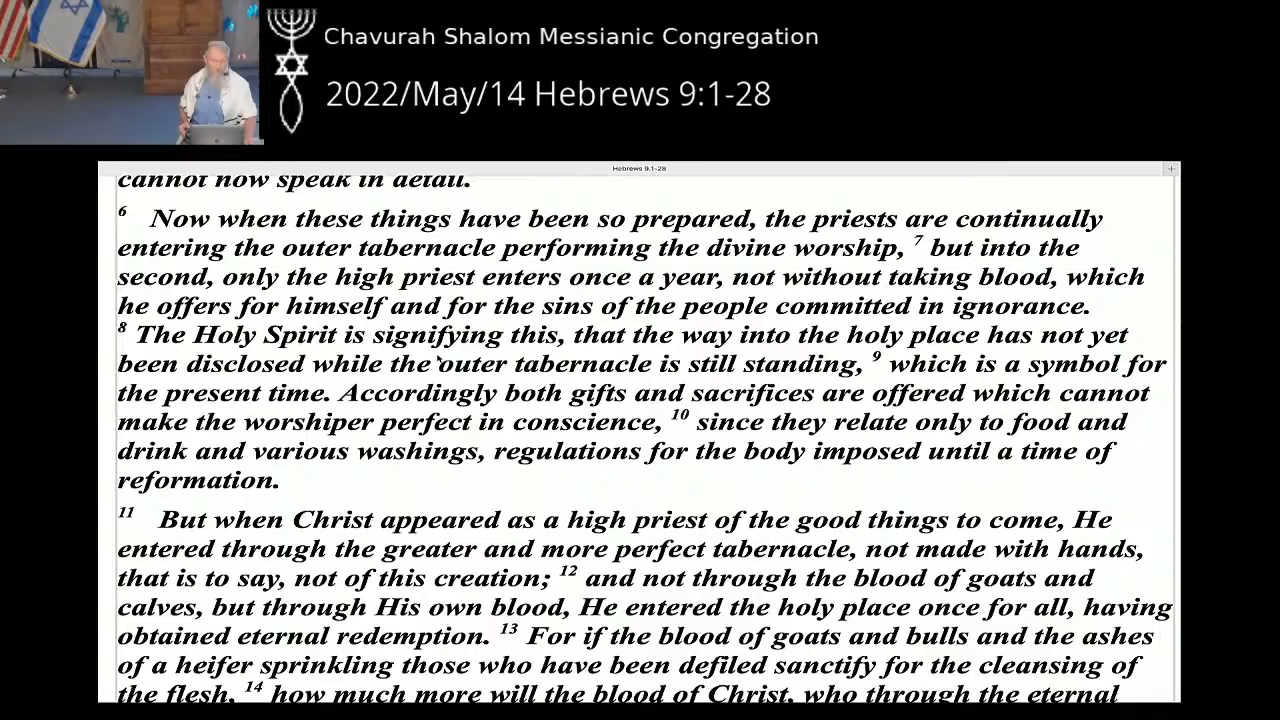 Chavurah Shalom Messianic Congregation
2022/May/14 Hebrews 9:1-28
Hebrews 9.1-28
cannot now speak in detail.
6 Now when these things have been so prepared, the priests are continually
entering the outer tabernacle performing the divine worship, 7 but into the
second, only the high priest enters once a year, not without taking blood, which
he offers for himself and for the sins of the people committed in ignorance.
8 The Holy Spirit is signifying this, that the way into the holy place has not yet
been disclosed while the outer tabernacle is still standing, 9 which is a symbol for
the present time. Accordingly both gifts and sacrifices are offered which cannot
make the worshiper perfect in conscience, 10 since they relate only to food and
drink and various washings, regulations for the body imposed until a time of
reformation.
11 But when Christ appeared as a high priest of the good things to come, He
entered through the greater and more perfect tabernacle, not made with hands,
that is to say, not of this creation; 12 and not through the blood of goats and
calves, but through His own blood, He entered the holy place once for all, having
obtained eternal redemption. 13 For if the blood of goats and bulls and the ashes
of a heifer sprinkling those who have been defiled sanctify for the cleansing of
the flesh, 14 how much more will the blood of Christ, who through the eternal